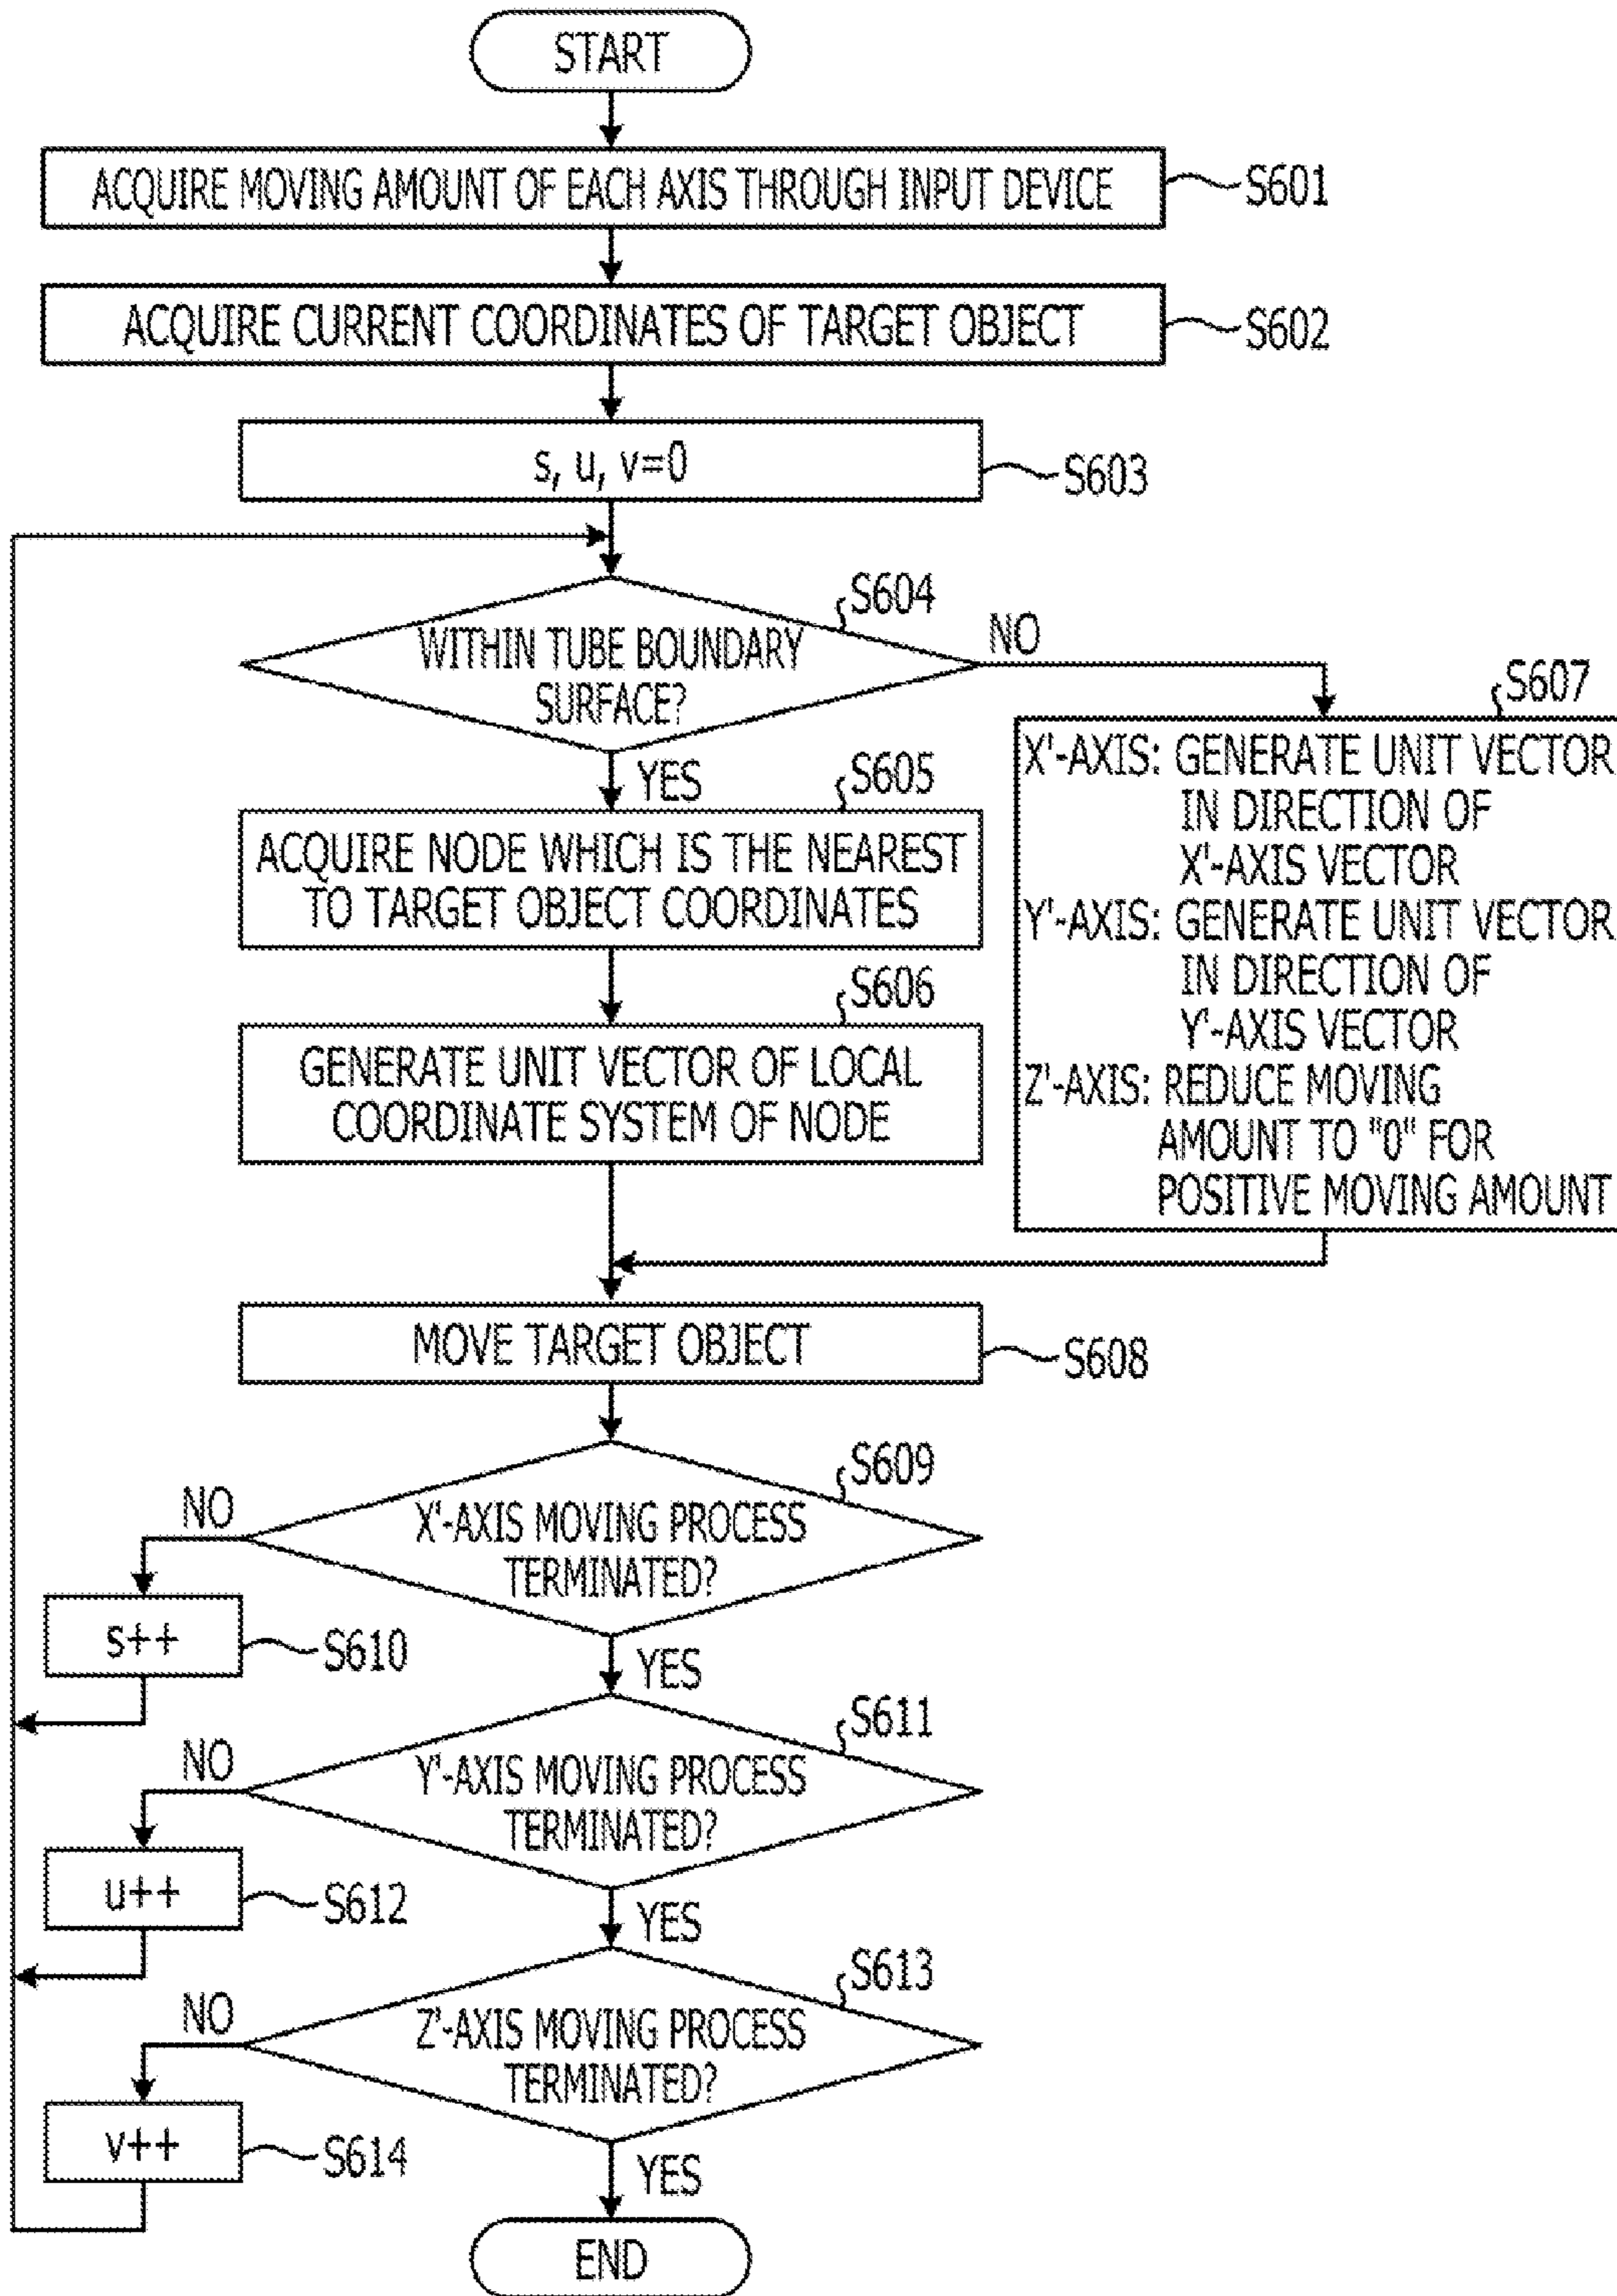 START
ACQUIRE MOVING AMOUNT OF EACH AXIS THROUGH INPUT DEVICE
S601
ACQUIRE CURRENT COORDINATES OF TARGET OBJECT
S602
s, u, v=0
S603
S604
WITHIN TUBE BOUNDARY
SURFACE?
NO
YES
S607
X'-AXIS: GENERATE UNIT VECTOR
IN DIRECTION OF
X'-AXIS VECTOR
Y'-AXIS: GENERATE UNIT VECTOR
IN DIRECTION OF
Y'-AXIS VECTOR
Z'-AXIS: REDUCE MOVING
AMOUNT TO "0" FOR
POSITIVE MOVING AMOUNT
S605
ACQUIRE NODE WHICH IS THE NEAREST
TO TARGET OBJECT COORDINATES
S606
GENERATE UNIT VECTOR OF LOCAL
COORDINATE SYSTEM OF NODE
MOVE TARGET OBJECT
S608
S609
X'-AXIS MOVING PROCESS
TERMINATED?
NO
s++
S610
YES
S611
Y'-AXIS MOVING PROCESS
TERMINATED?
NO
u++
S612
YES
S613
Z'-AXIS MOVING PROCESS
TERMINATED?
NO
v++
S614
YES
END